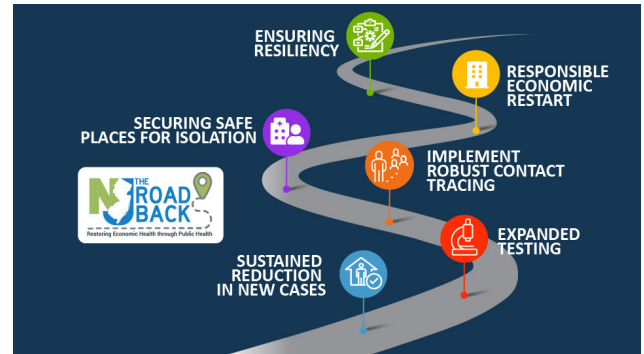 ENSURING
RESILIENCY
RESPONSIBLE
ECONOMIC
RESTART
SECURING SAFE
PLACES FOR ISOLATION
IMPLEMENT
ROBUST CONTACT
TRACING
NJ THE
ROAD
BACK
Restoring Economic Health through Public Health
EXPANDED
TESTING
SUSTAINED
REDUCTION
IN NEW CASES